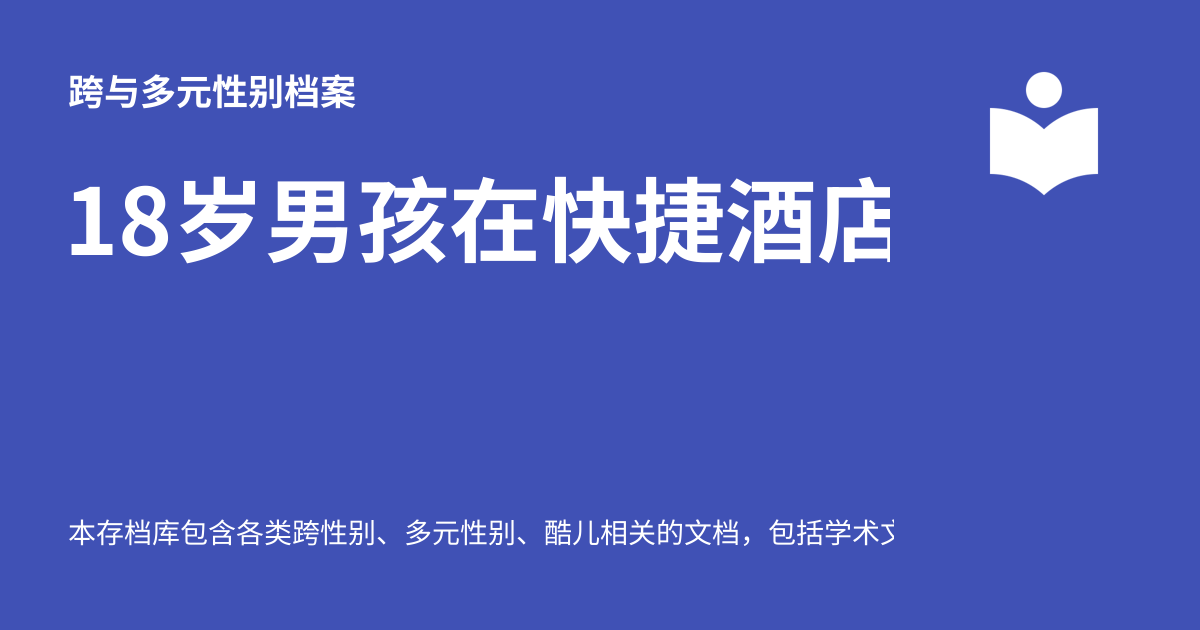 跨与多元性别档案
18岁男孩在快捷酒店
本存档库包含各类跨性别、多元性别、酷儿相关的文档，包括学术文